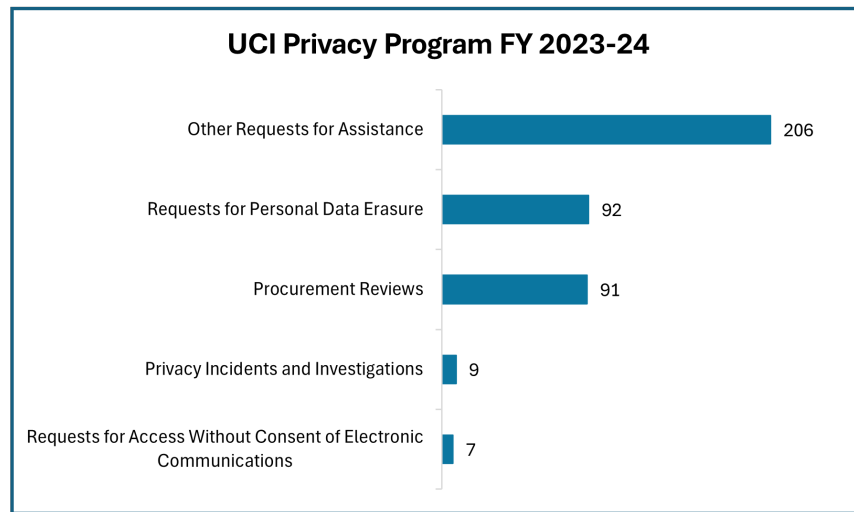 UCI Privacy Program FY 2023-24
Other Requests for Assistance
206
Requests for Personal Data Erasure
92
Procurement Reviews
91
Privacy Incidents and Investigations
9
Requests for Access Without Consent of Electronic
Communications
7